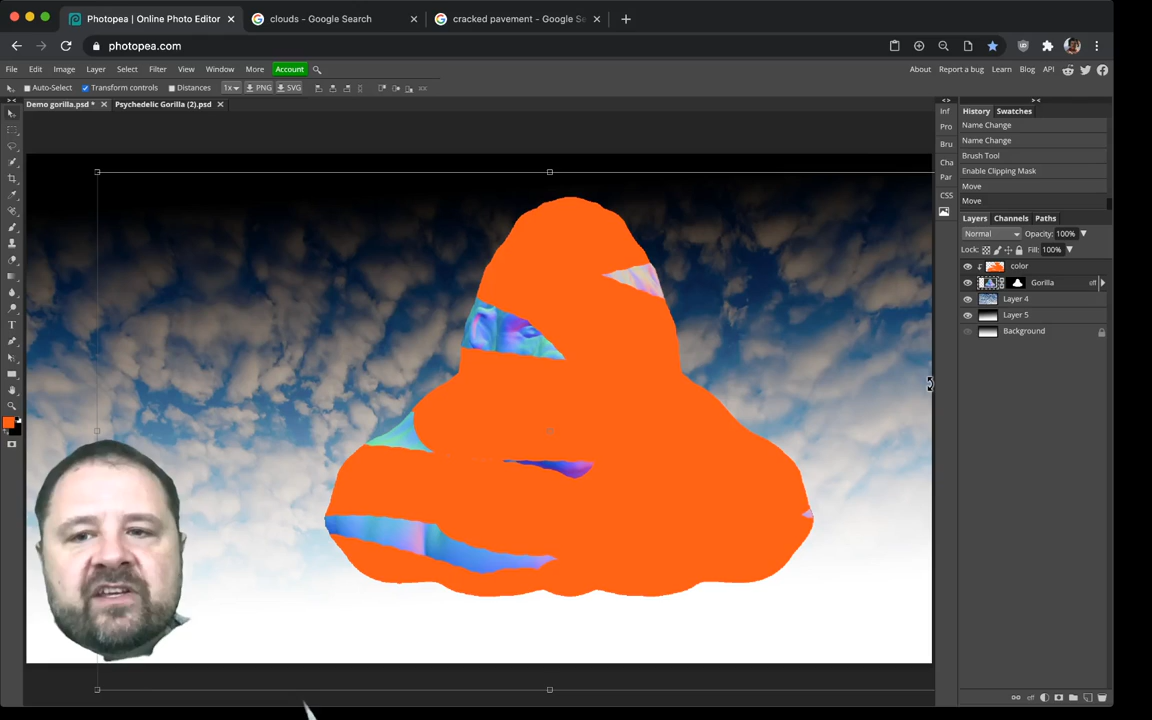 Photopea | Online Photo Editor
clouds - Google Search
cracked pavement - Google Se
photopea.com
File Edit Image Layer Select Filter View Window More Account
About Report a bug Learn Blog API
Auto-Select Transform controls Distances 1x PNG SVG
Demo gorilla.psd * Psychedelic Gorilla (2).psd
Inf
Pro
Bru
Cha
Par
CSS
History Swatches
Name Change
Name Change
Brush Tool
Enable Clipping Mask
Move
Move
Layers Channels Paths
Normal Opacity: 100%
Lock: Fill: 100%
color
Gorilla eff
Layer 4
Layer 5
Background
eff